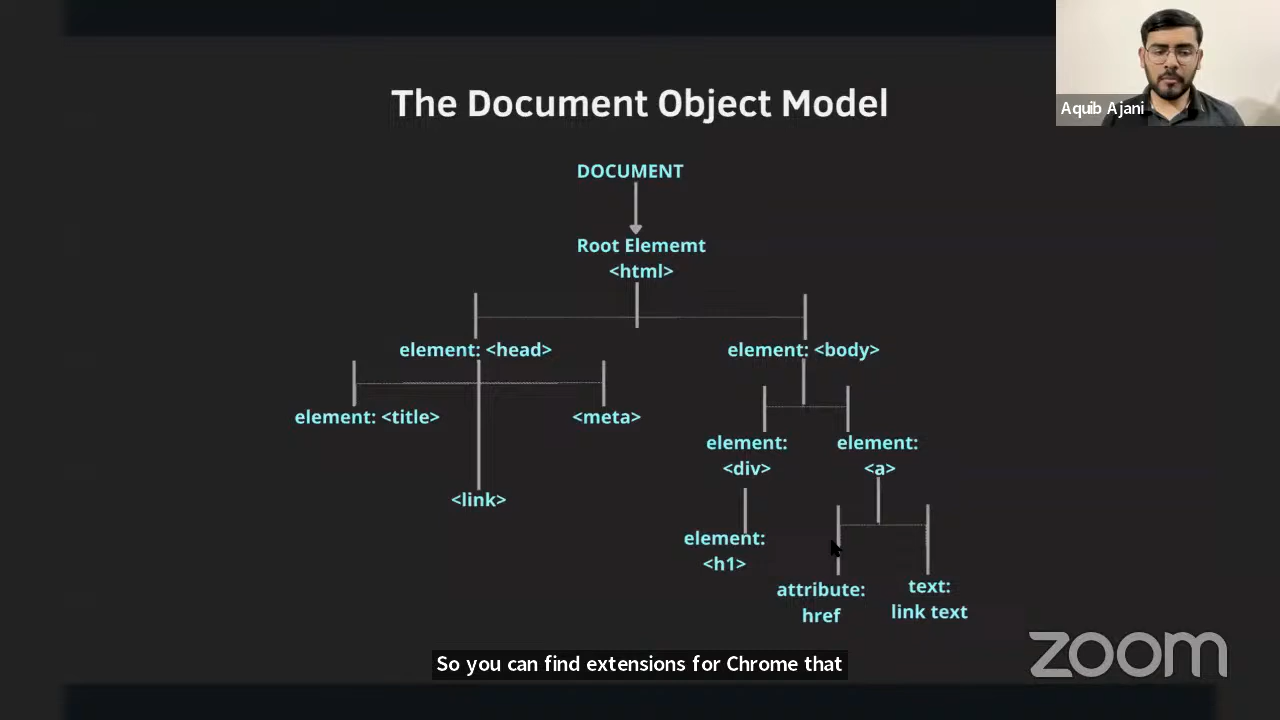 The Document Object Model
Aquib Ajani
DOCUMENT
Root Elememt
<html>
element: <head>
element: <body>
element: <title>
<meta>
element:
<div>
element:
<a>
<link>
element:
<h1>
attribute:
href
text:
link text
So you can find extensions for Chrome that
zoom